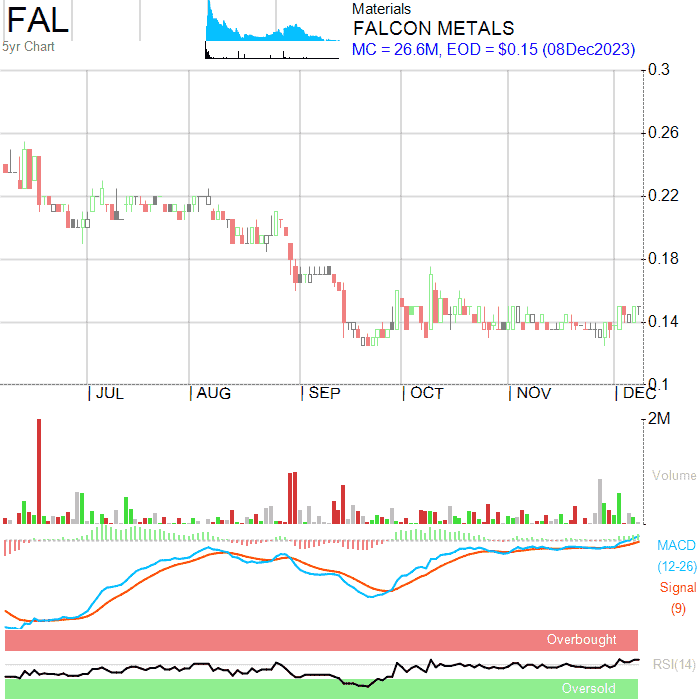 FAL
5yr Chart
Materials
FALCON METALS
MC = 26.6M, EOD = $0.15 (08Dec2023)
0.3
0.26
0.22
0.18
0.14
0.1
JUL AUG SEP OCT NOV DEC
2M
Volume
MACD
(12-26)
Signal
(9)
Overbought
RSI(14)
Oversold